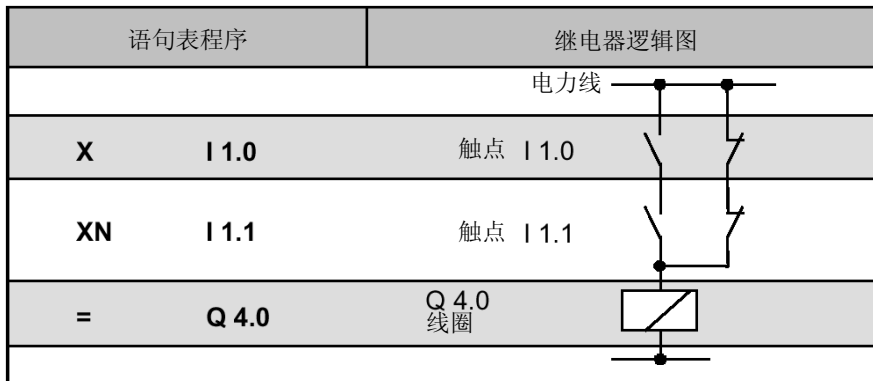 语句表程序 继电器逻辑图
电力线
X I 1.0 触点 I 1.0
XN I 1.1 触点 I 1.1
= Q 4.0 Q 4.0
线圈